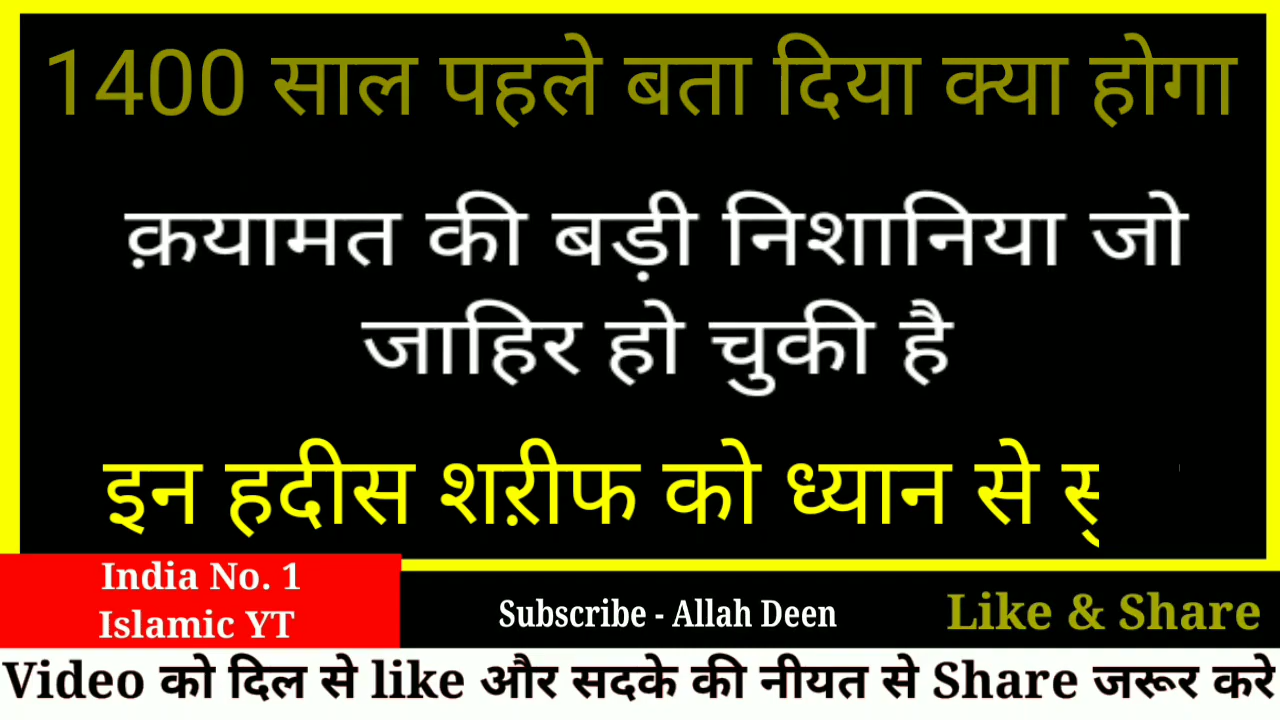 1400 साल पहले बता दिया क्या होगा
क़यामत की बड़ी निशानिया जो
जाहिर हो चुकी है
इन हदीस शऱीफ को ध्यान से
India No. 1
Islamic YT
Subscribe - Allah Deen
Like & Share
Video को दिल से like और सदके की नीयत से Share जरूर करे